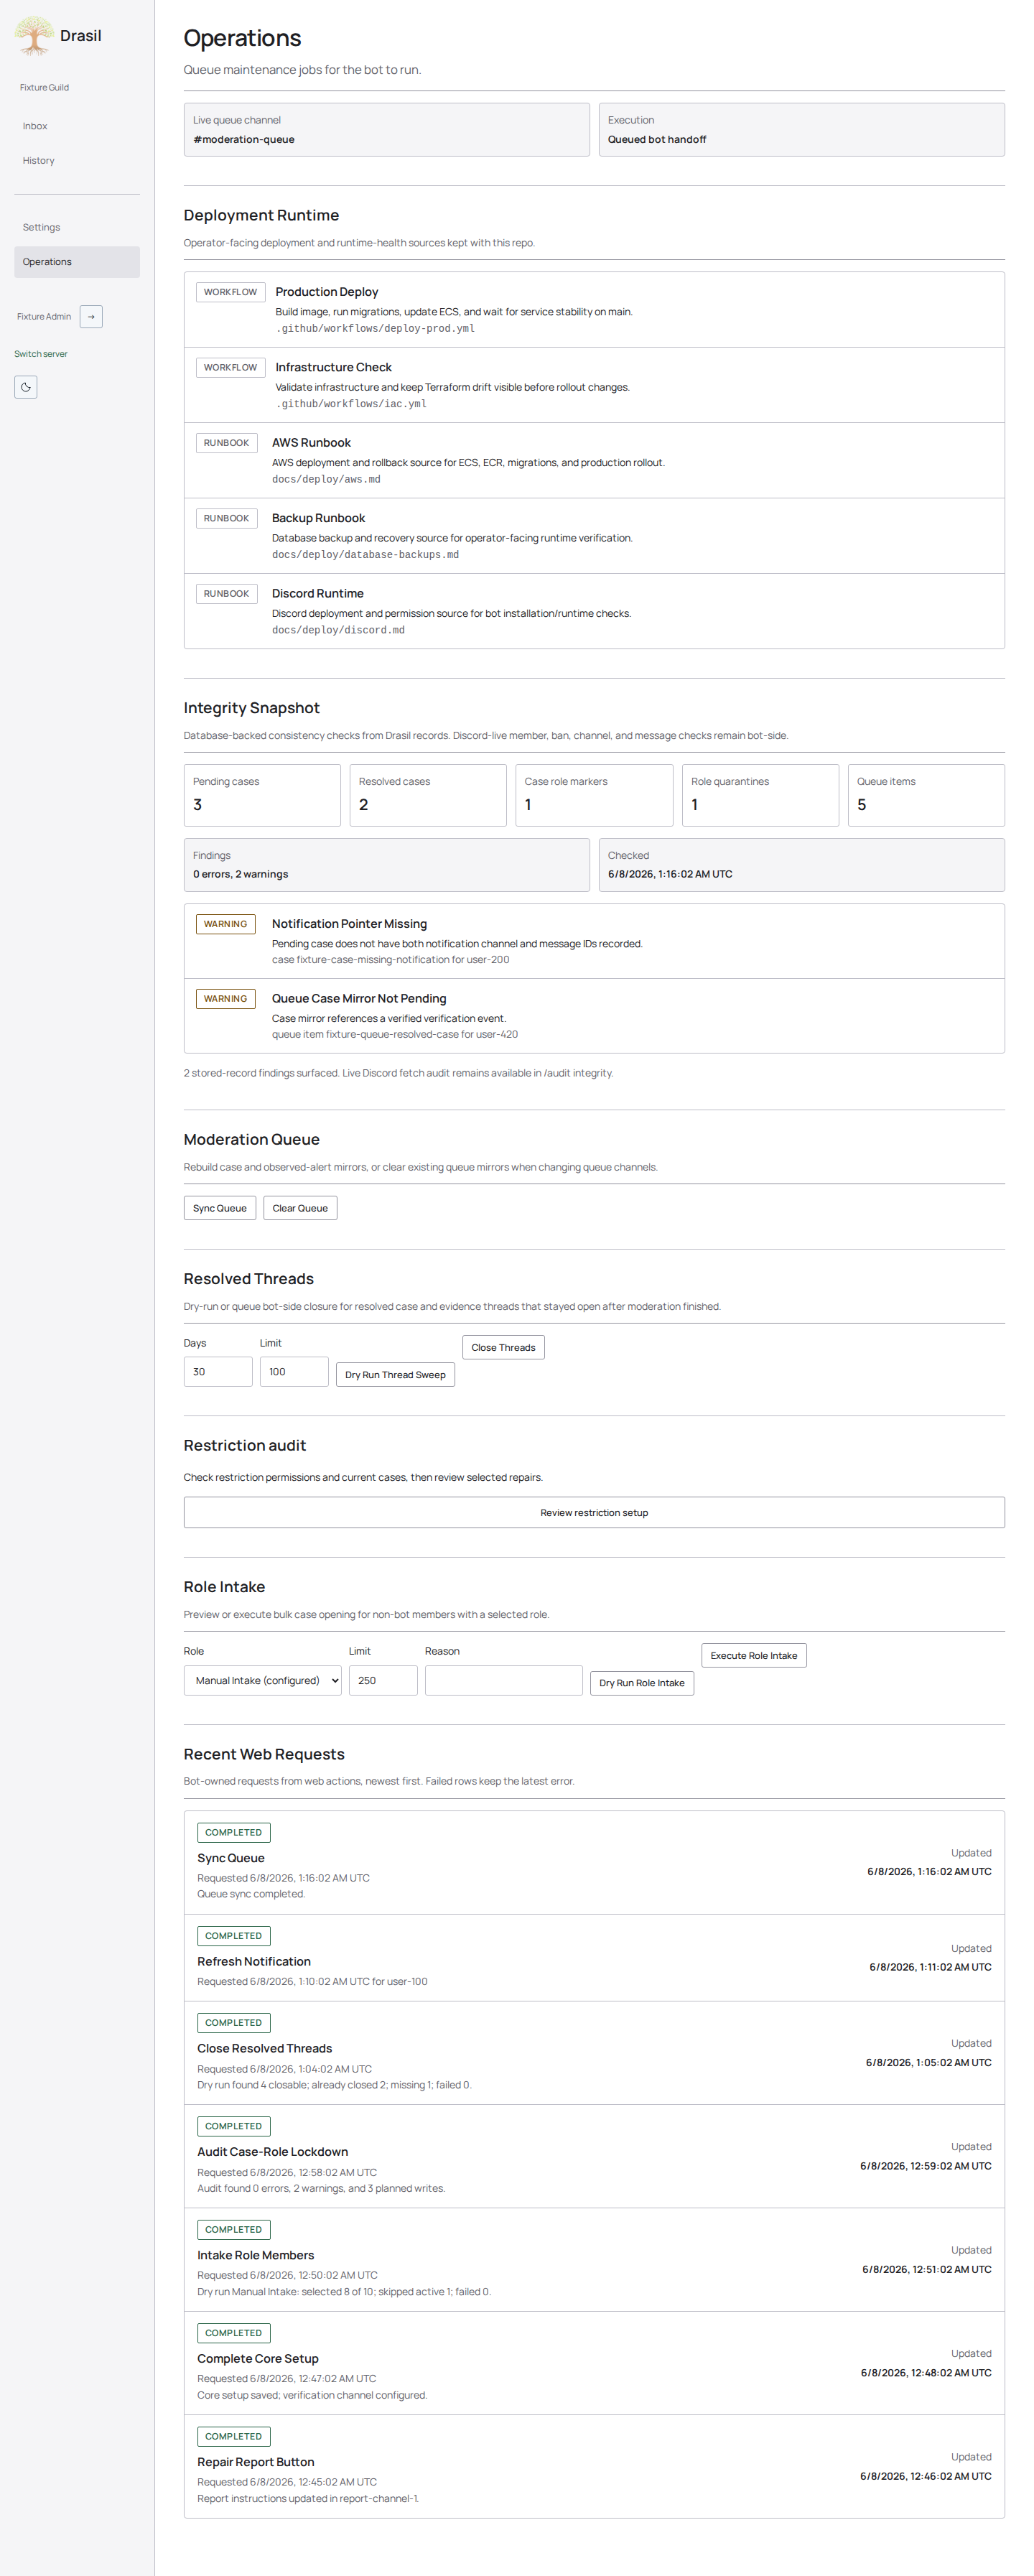 Drasil
Fixture Guild
Inbox
History
Settings
Operations
Fixture Admin →
Switch server
Operations
Queue maintenance jobs for the bot to run.
Live queue channel
#moderation-queue
Execution
Queued bot handoff
Deployment Runtime
Operator-facing deployment and runtime-health sources kept with this repo.
WORKFLOW
Production Deploy
Build image, run migrations, update ECS, and wait for service stability on main.
.github/workflows/deploy-prod.yml
WORKFLOW
Infrastructure Check
Validate infrastructure and keep Terraform drift visible before rollout changes.
.github/workflows/iac.yml
RUNBOOK
AWS Runbook
AWS deployment and rollback source for ECS, ECR, migrations, and production rollout.
docs/deploy/aws.md
RUNBOOK
Backup Runbook
Database backup and recovery source for operator-facing runtime verification.
docs/deploy/database-backups.md
RUNBOOK
Discord Runtime
Discord deployment and permission source for bot installation/runtime checks.
docs/deploy/discord.md
Integrity Snapshot
Database-backed consistency checks from Drasil records. Discord-live member, ban, channel, and message checks remain bot-side.
Pending cases
3
Resolved cases
2
Case role markers
1
Role quarantines
1
Queue items
5
Findings
0 errors, 2 warnings
Checked
6/8/2026, 1:16:02 AM UTC
WARNING
Notification Pointer Missing
Pending case does not have both notification channel and message IDs recorded.
case fixture-case-missing-notification for user-200
WARNING
Queue Case Mirror Not Pending
Case mirror references a verified verification event.
queue item fixture-queue-resolved-case for user-420
2 stored-record findings surfaced. Live Discord fetch audit remains available in /audit integrity.
Moderation Queue
Rebuild case and observed-alert mirrors, or clear existing queue mirrors when changing queue channels.
Sync Queue
Clear Queue
Resolved Threads
Dry-run or queue bot-side closure for resolved case and evidence threads that stayed open after moderation finished.
Days
30
Limit
100
Dry Run Thread Sweep
Close Threads
Restriction audit
Check restriction permissions and current cases, then review selected repairs.
Review restriction setup
Role Intake
Preview or execute bulk case opening for non-bot members with a selected role.
Role
Manual Intake (configured)
Limit
250
Reason
Dry Run Role Intake
Execute Role Intake
Recent Web Requests
Bot-owned requests from web actions, newest first. Failed rows keep the latest error.
COMPLETED
Sync Queue
Requested 6/8/2026, 1:16:02 AM UTC
Queue sync completed.
Updated
6/8/2026, 1:16:02 AM UTC
COMPLETED
Refresh Notification
Requested 6/8/2026, 1:10:02 AM UTC for user-100
Updated
6/8/2026, 1:11:02 AM UTC
COMPLETED
Close Resolved Threads
Requested 6/8/2026, 1:04:02 AM UTC
Dry run found 4 closable; already closed 2; missing 1; failed 0.
Updated
6/8/2026, 1:05:02 AM UTC
COMPLETED
Audit Case-Role Lockdown
Requested 6/8/2026, 12:58:02 AM UTC
Audit found 0 errors, 2 warnings, and 3 planned writes.
Updated
6/8/2026, 12:59:02 AM UTC
COMPLETED
Intake Role Members
Requested 6/8/2026, 12:50:02 AM UTC
Dry run Manual Intake: selected 8 of 10; skipped active 1; failed 0.
Updated
6/8/2026, 12:51:02 AM UTC
COMPLETED
Complete Core Setup
Requested 6/8/2026, 12:47:02 AM UTC
Core setup saved; verification channel configured.
Updated
6/8/2026, 12:48:02 AM UTC
COMPLETED
Repair Report Button
Requested 6/8/2026, 12:45:02 AM UTC
Report instructions updated in report-channel-1.
Updated
6/8/2026, 12:46:02 AM UTC